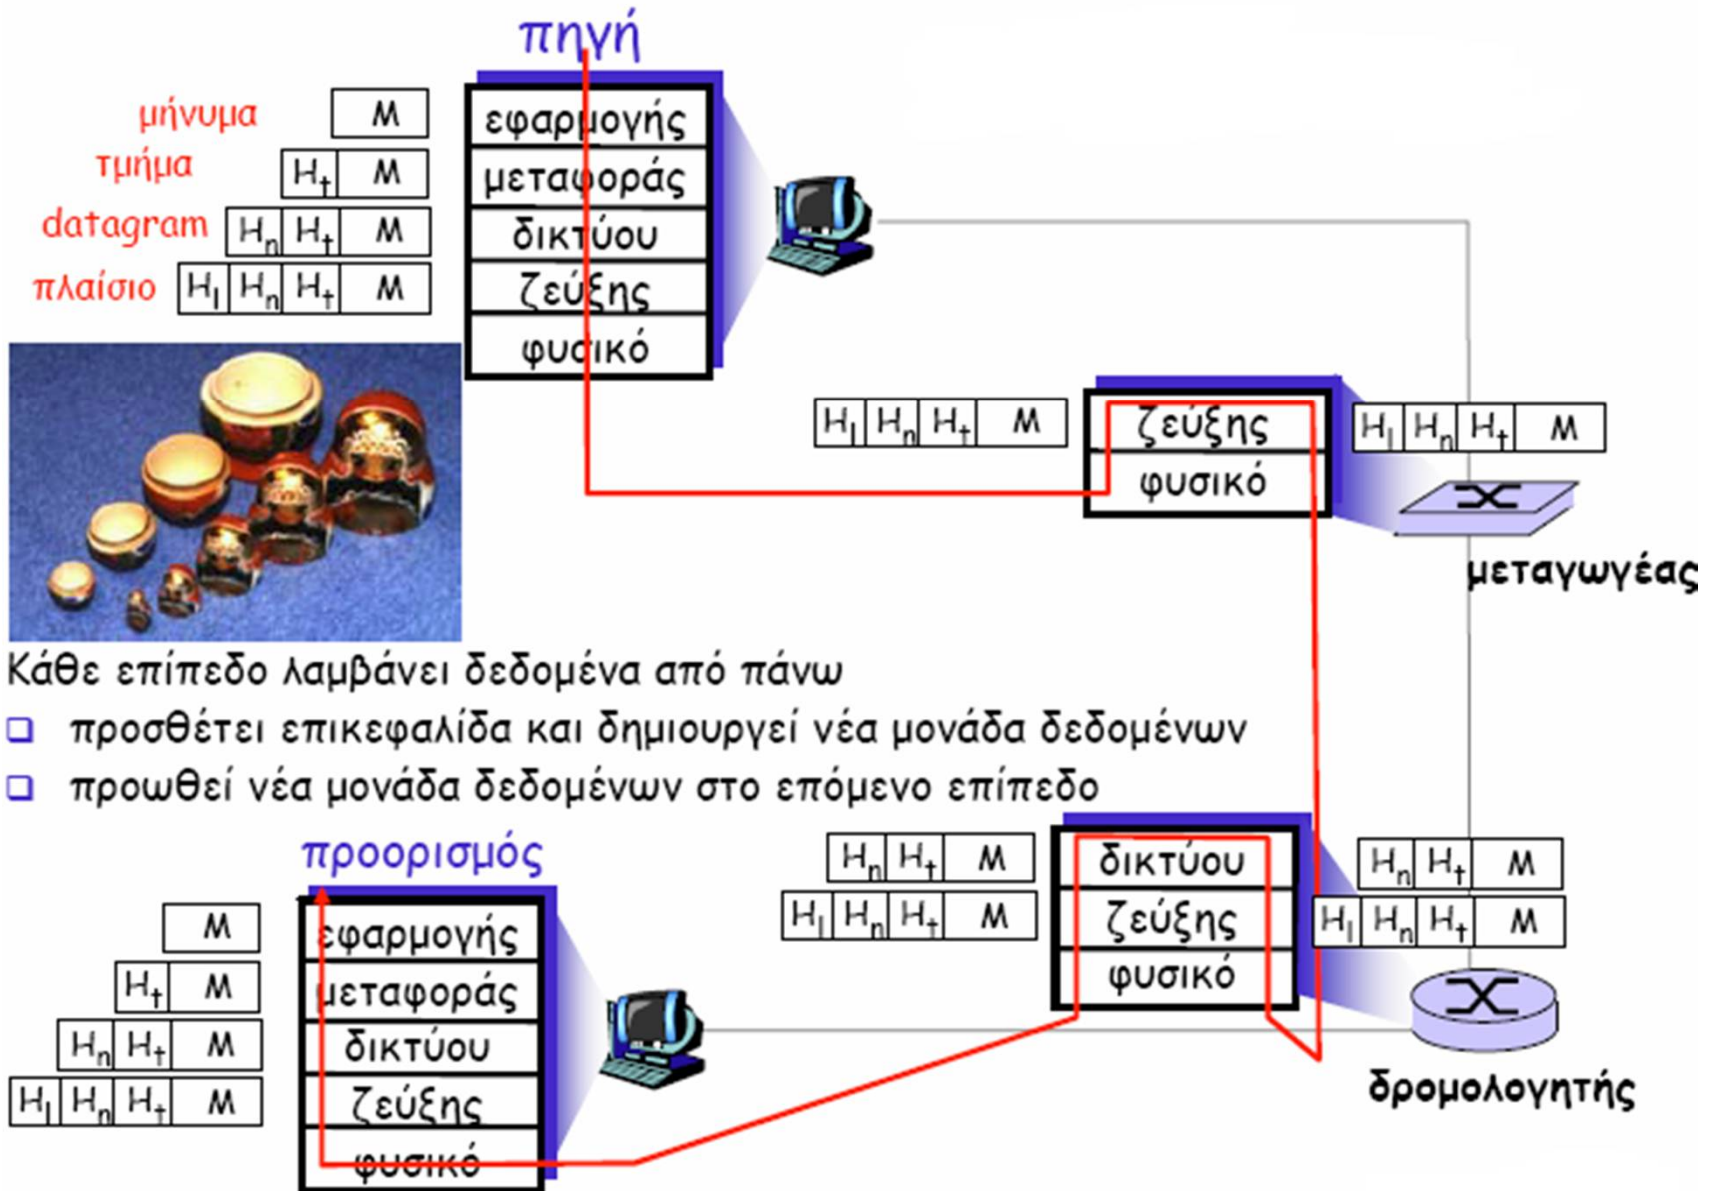 πηγή
μήνυμα M
τμήμα Ht M
datagram Hn Ht M
πλαίσιο Hl Hn Ht M
εφαρμογής
μεταφοράς
δικτύου
ζεύξης
φυσικό
Hl Hn Ht M
ζεύξης
φυσικό
Hl Hn Ht M
μεταγωγέας
Κάθε επίπεδο λαμβάνει δεδομένα από πάνω
προσθέτει επικεφαλίδα και δημιουργεί νέα μονάδα δεδομένων
προωθεί νέα μονάδα δεδομένων στο επόμενο επίπεδο
προορισμός
M
Ht M
Hn Ht M
Hl Hn Ht M
εφαρμογής
μεταφοράς
δικτύου
ζεύξης
φυσικό
Hn Ht M
Hl Hn Ht M
δικτύου
ζεύξης
φυσικό
Hn Ht M
Hl Hn Ht M
δρομολογητής